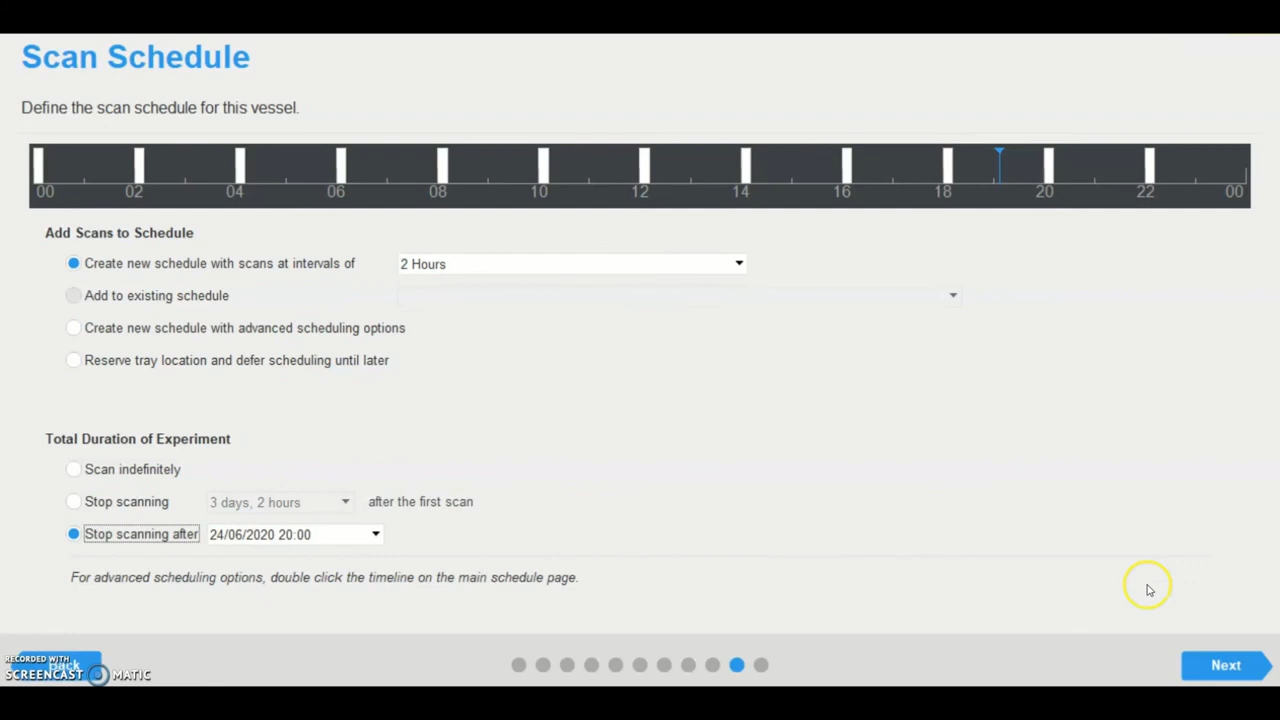 Scan Schedule
Define the scan schedule for this vessel.
00 02 04 06 08 10 12 14 16 18 20 22 00
Add Scans to Schedule
Create new schedule with scans at intervals of 2 Hours
Add to existing schedule
Create new schedule with advanced scheduling options
Reserve tray location and defer scheduling until later
Total Duration of Experiment
Scan indefinitely
Stop scanning 3 days, 2 hours after the first scan
Stop scanning after 24/06/2020 20:00
For advanced scheduling options, double click the timeline on the main schedule page.
Back Next
RECORDED WITH
SCREENCAST MATIC